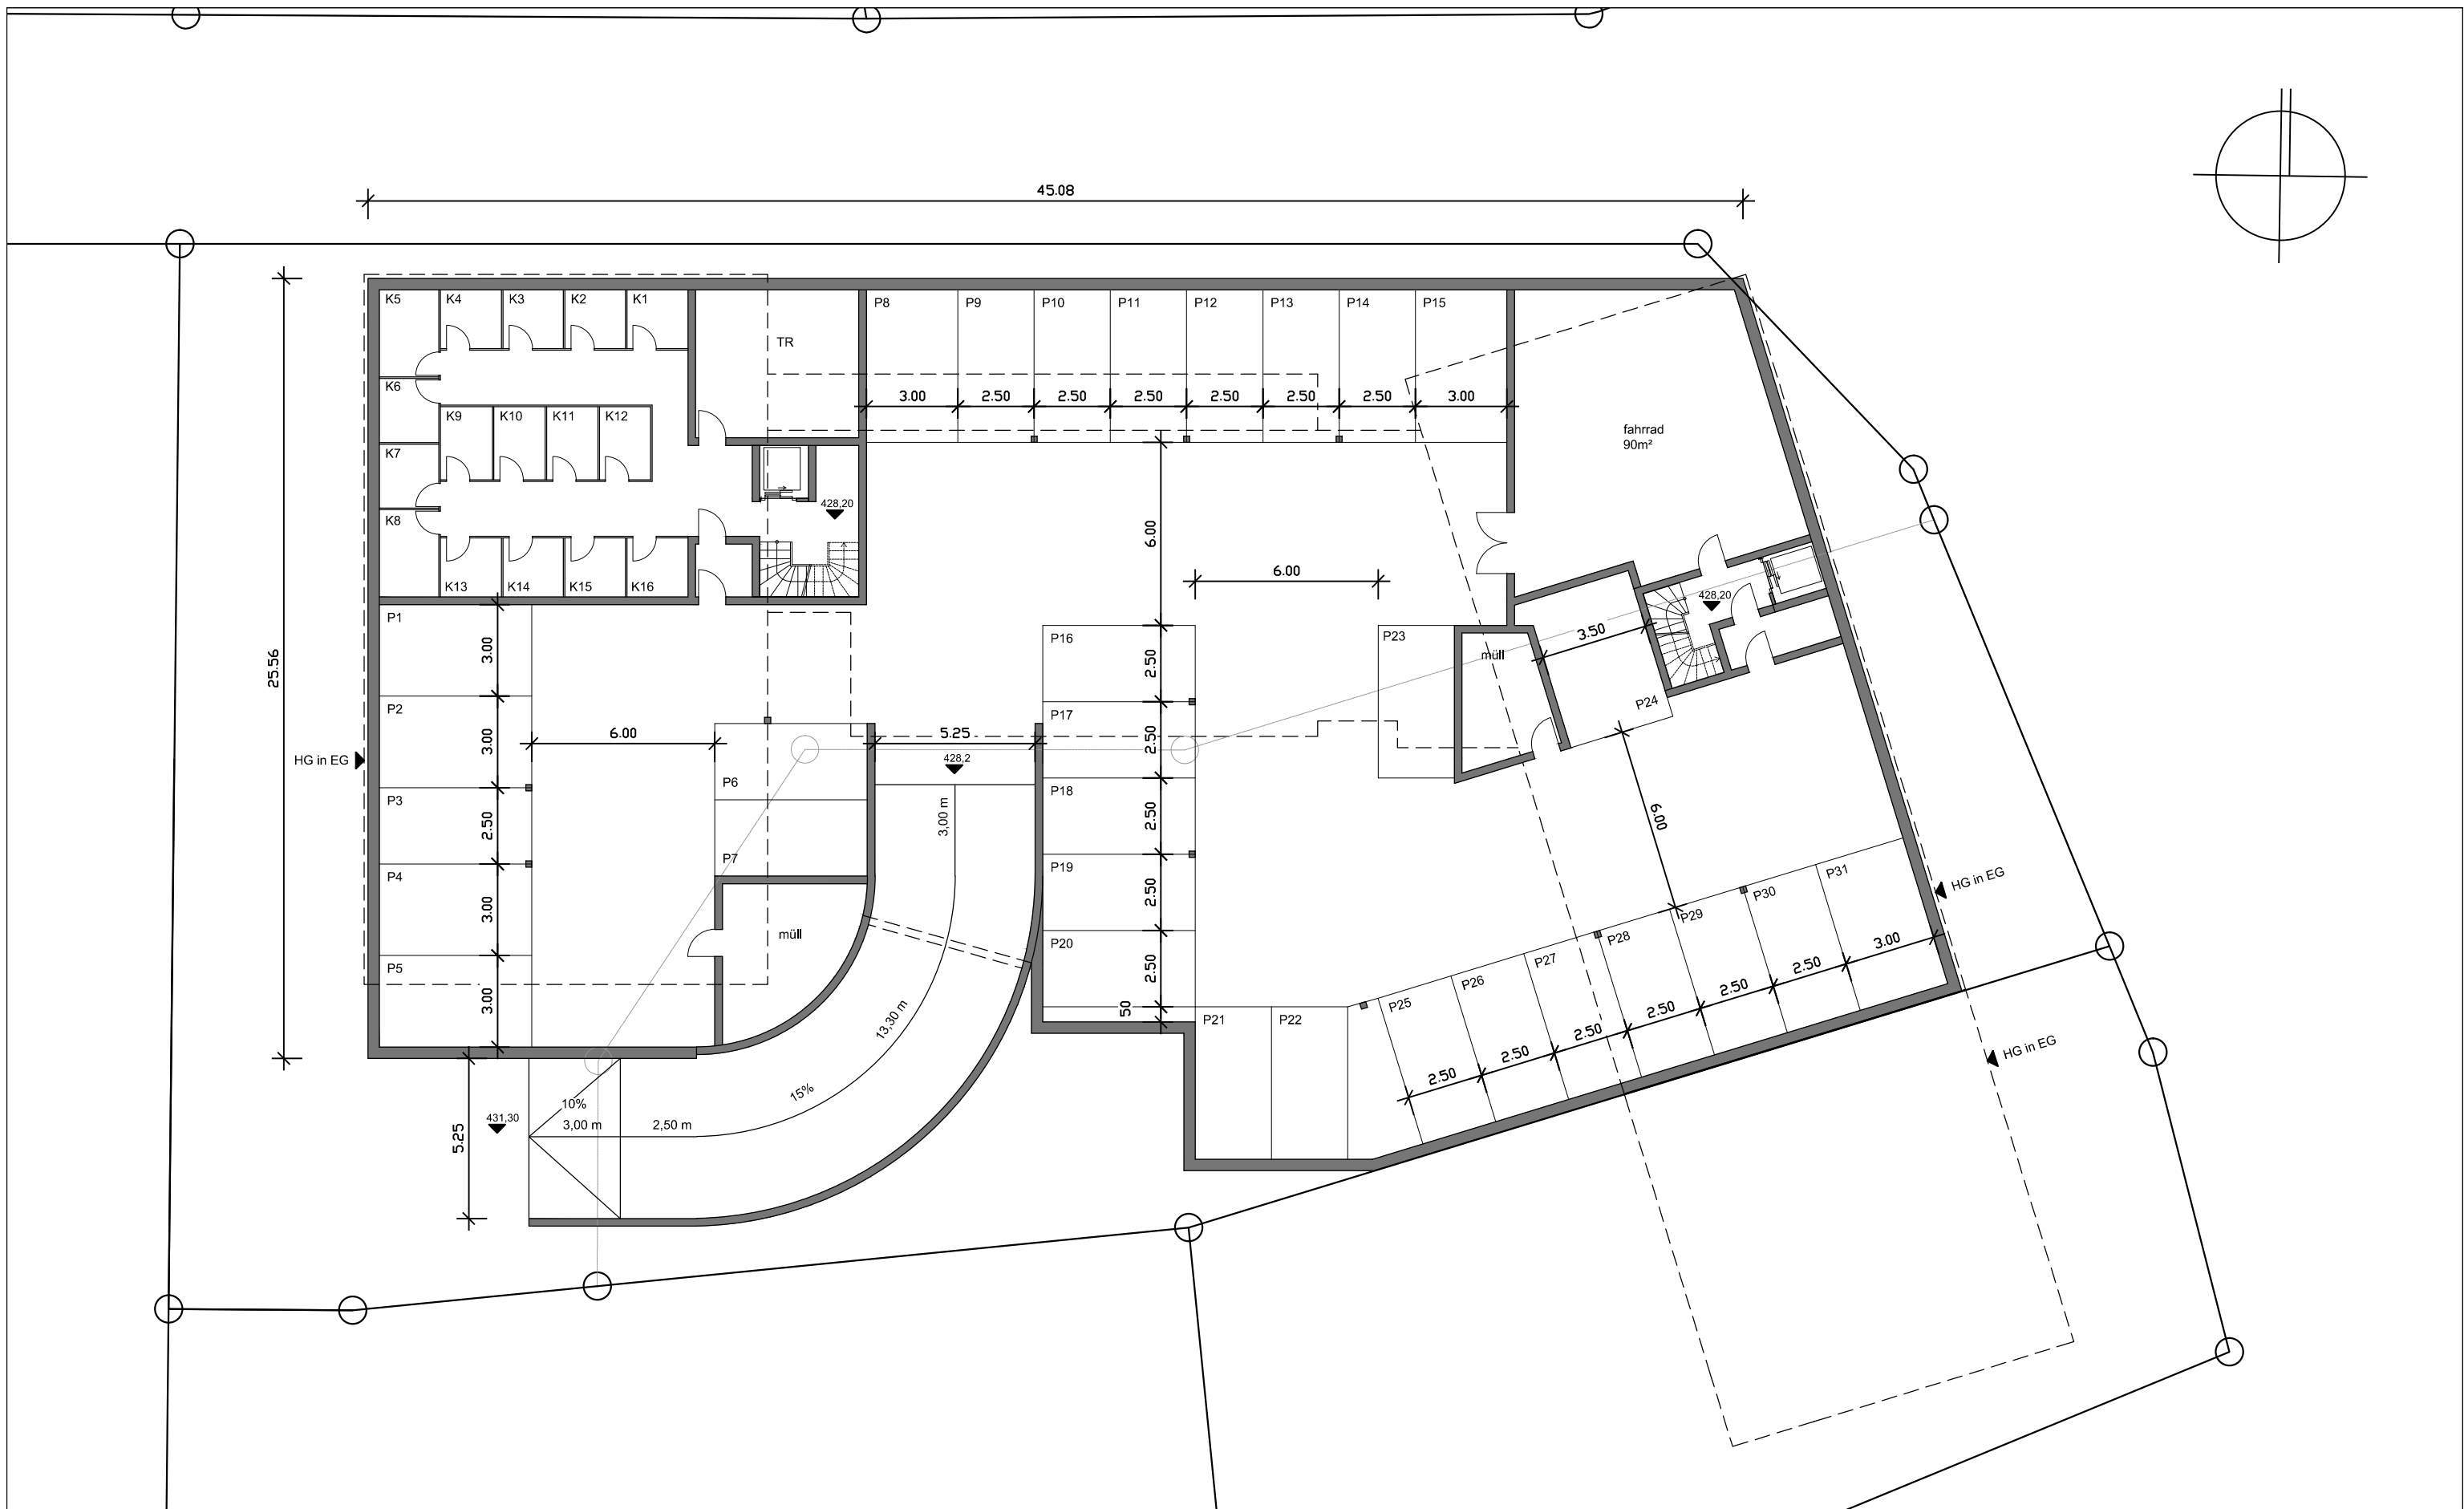 45.08
K5
K4
K3
K2
K1
P8
P9
P10
P11
P12
P13
P14
P15
TR
K6
3.00
2.50
2.50
2.50
2.50
2.50
2.50
3.00
K9
K10
K11
K12
fahrrad
90m²
K7
428,20
K8
6.00
6.00
K13
K14
K15
K16
428,20
P1
3.00
P16
2.50
P23
müll
3.50
25.56
P2
3.00
P17
2.50
P24
6.00
5.25
428,2
HG in EG
P6
P3
2.50
3,00 m
P18
2.50
6.00
P7
P4
3.00
P19
2.50
P31
HG in EG
P30
P29
müll
P20
2.50
P28
3.00
P27
2.50
P5
3.00
P26
2.50
50
P25
2.50
P21
P22
2.50
13,30 m
2.50
HG in EG
2.50
15%
10%
431,30
3,00 m
2,50 m
5.25